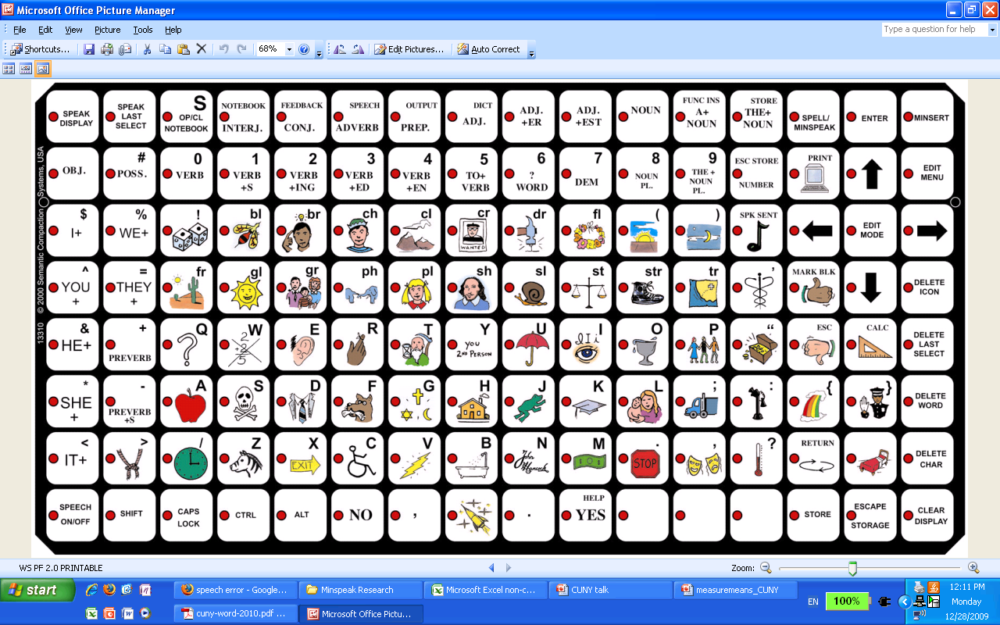 Microsoft Office Picture Manager
File Edit View Picture Tools Help
Type a question for help
Shortcuts... 68% Edit Pictures... Auto Correct
SPEAK DISPLAY
SPEAK LAST SELECT
S OP/CL NOTEBOOK
NOTEBOOK INTERJ.
FEEDBACK CONJ.
SPEECH ADVERB
OUTPUT PREP.
DICT ADJ.
ADJ. +ER
ADJ. +EST
NOUN
FUNC INS A+ NOUN
STORE THE+ NOUN
SPELL/ MINSPEAK
ENTER
MINSERT
OBJ.
# POSS.
0 VERB
1 VERB +S
2 VERB +ING
3 VERB +ED
4 VERB +EN
5 TO+ VERB
6 ? WORD
7 DEM
8 NOUN PL.
9 THE + NOUN PL.
ESC STORE NUMBER
PRINT
EDIT MENU
$ I+
% WE+
!
bl
br
ch
cl
cr WANTED
dr
fl
(
)
SPK SENT
EDIT MODE
^ YOU +
= THEY +
fr
gl
gr
ph
pl
sh
sl
st
str
tr
’
MARK BLK
DELETE ICON
& HE+
+ PREVERB
Q
W 2 +2 5
E
R
T
Y YOU 2ND PERSON
U
I
O
P
“
ESC
CALC
DELETE LAST SELECT
* SHE +
- PREVERB +S
A
S
D
F
G
H
J
K
L
;
:
{
}
DELETE WORD
< IT+
>
/
Z
X EXIT
C
V
B
N John Hancock
M
. STOP
,
?
RETURN
DELETE CHAR
SPEECH ON/OFF
SHIFT
CAPS LOCK
CTRL
ALT
NO
,
.
HELP YES
STORE
ESCAPE STORAGE
CLEAR DISPLAY
13310 © 2000 Semantic Compaction Systems, USA
WS PF 2.0 PRINTABLE
Zoom:
start
speech error - Google...
Minspeak Research
Microsoft Excel non-c...
CUNY talk
measuremeans_CUNY
EN
100%
12:11 PM
Monday
12/28/2009
cuny-word-2010.pdf ...
Microsoft Office Pictu...